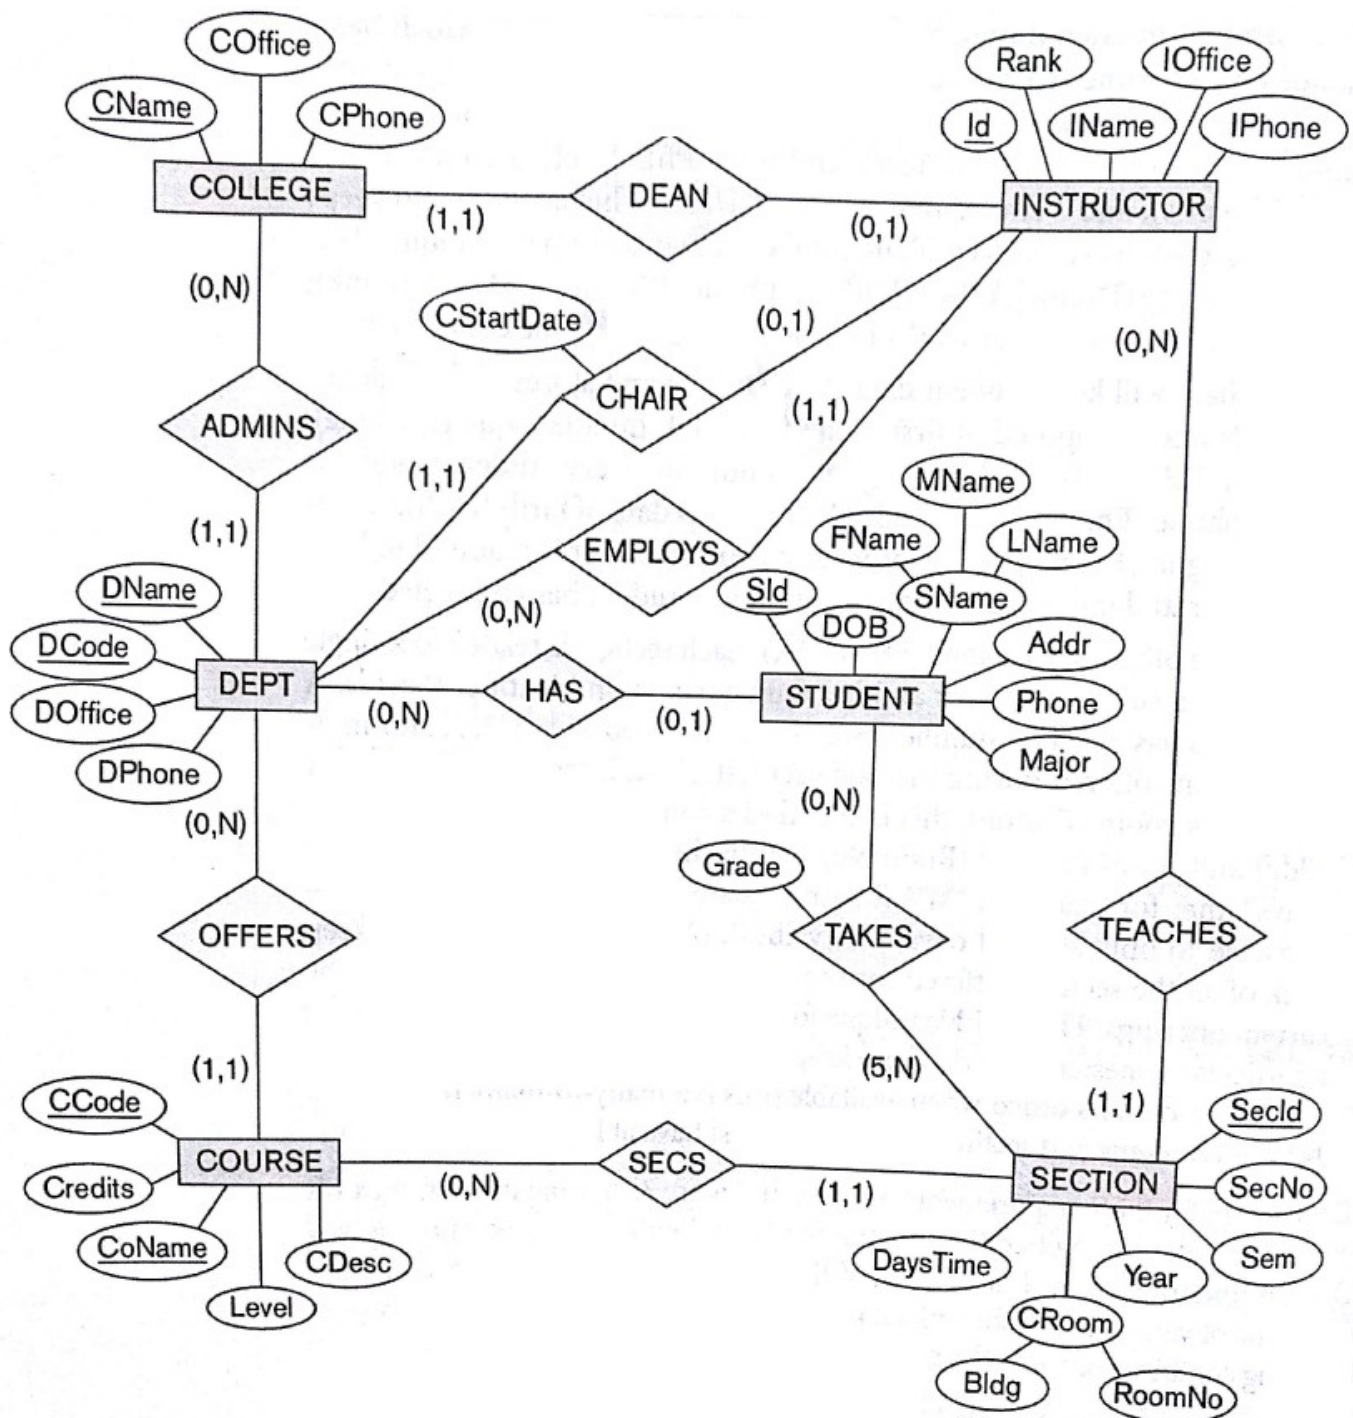 COffice
Rank
IOffice
CName
CPhone
Id
IName
IPhone
COLLEGE
DEAN
INSTRUCTOR
(1,1)
(0,1)
(0,N)
CStartDate
(0,1)
(0,N)
CHAIR
(1,1)
ADMINS
(1,1)
MName
(1,1)
EMPLOYS
FName
LName
DName
(0,N)
SId
SName
DOB
DCode
Addr
DEPT
HAS
STUDENT
DOffice
(0,N)
(0,1)
Phone
DPhone
Major
(0,N)
(0,N)
Grade
OFFERS
TAKES
TEACHES
(1,1)
(5,N)
CCode
(1,1)
SecId
COURSE
SECS
SECTION
Credits
(0,N)
(1,1)
SecNo
CoName
CDesc
DaysTime
Year
Sem
Level
CRoom
Bldg
RoomNo